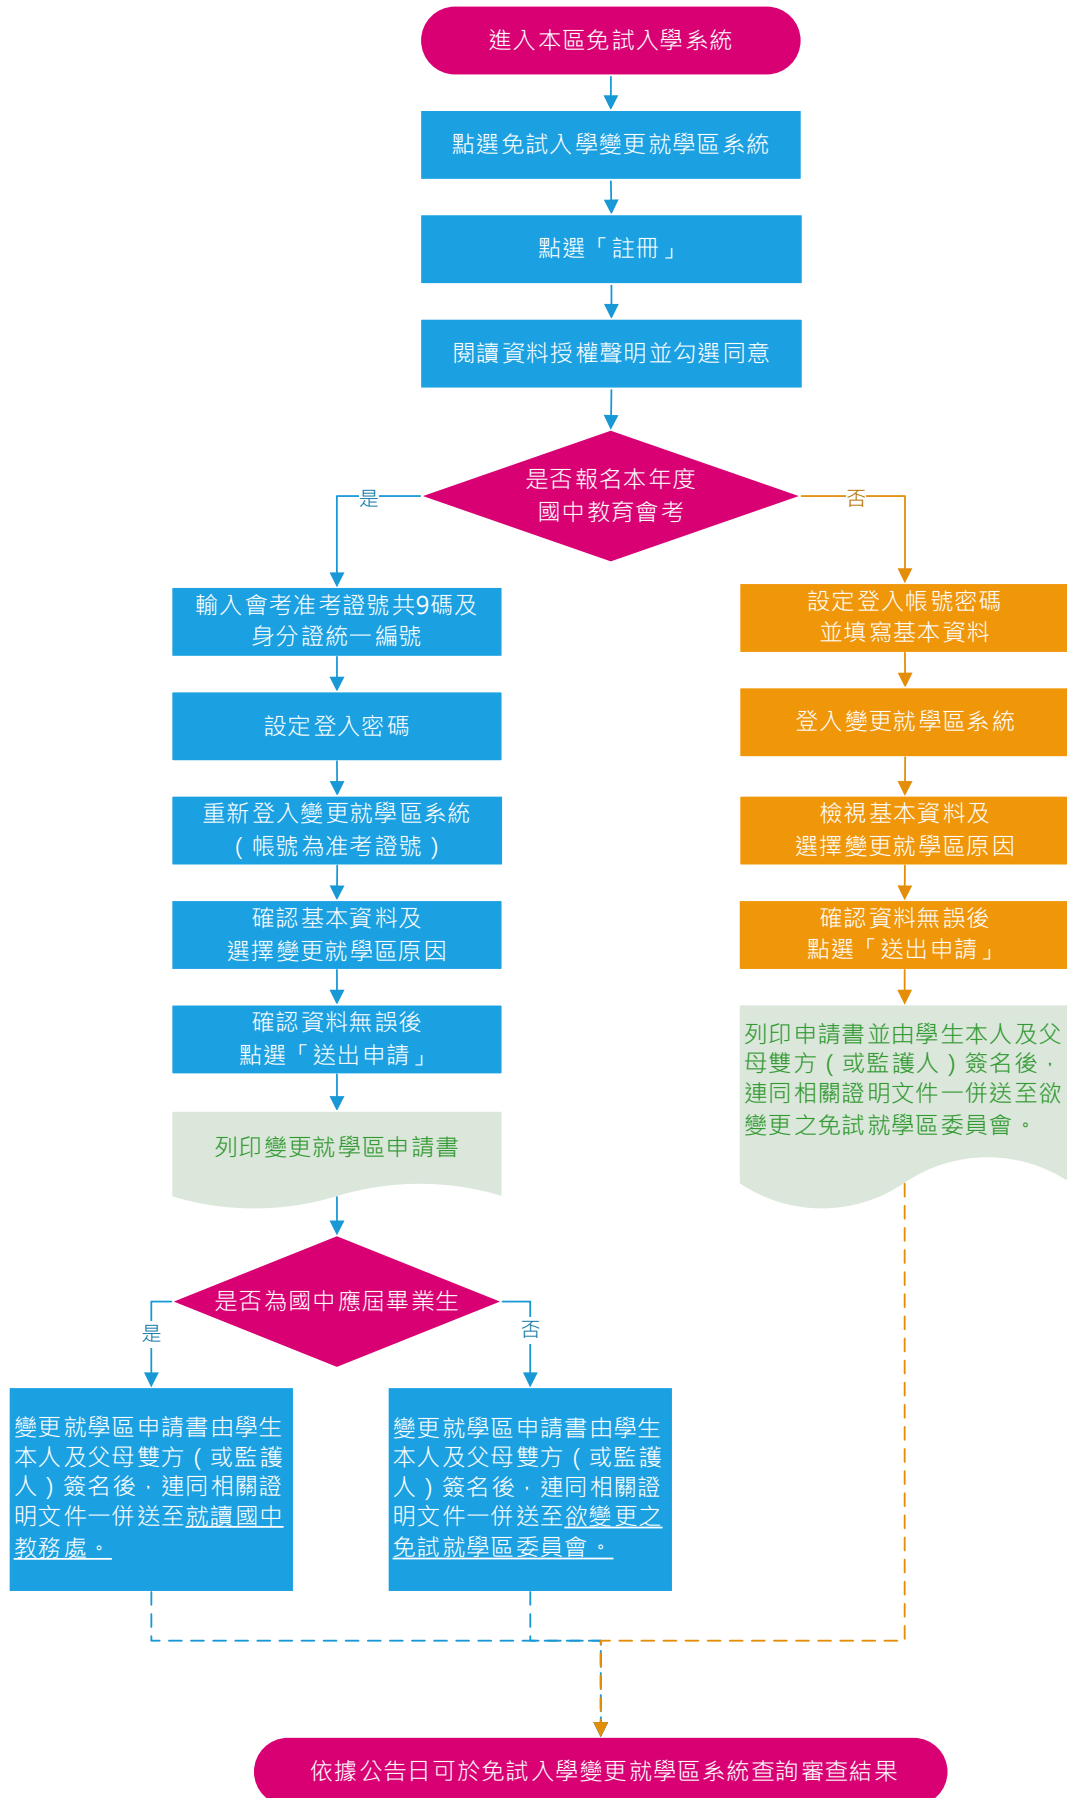 進入本區免試入學系統
點選免試入學變更就學區系統
點選「註冊」
閱讀資料授權聲明並勾選同意
是否報名本年度
國中教育會考
是
否
輸入會考准考證號共9碼及
身分證統一編號
設定登入密碼
重新登入變更就學區系統
(帳號為准考證號)
確認基本資料及
選擇變更就學區原因
確認資料無誤後
點選「送出申請」
列印變更就學區申請書
是否為國中應屆畢業生
是
否
變更就學區申請書由學生
本人及父母雙方(或監護
人)簽名後,連同相關證
明文件一併送至就讀國中
教務處。
變更就學區申請書由學生
本人及父母雙方(或監護
人)簽名後,連同相關證
明文件一併送至欲變更之
免試就學區委員會。
設定登入帳號密碼
並填寫基本資料
登入變更就學區系統
檢視基本資料及
選擇變更就學區原因
確認資料無誤後
點選「送出申請」
列印申請書並由學生本人及父
母雙方(或監護人)簽名後,
連同相關證明文件一併送至欲
變更之免試就學區委員會。
依據公告日可於免試入學變更就學區系統查詢審查結果